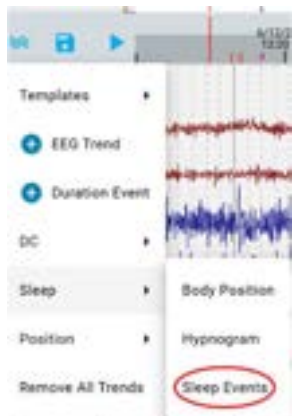 Templates
EEG Trend
Duration Event
DC
Sleep
Body Position
Position
Hypnogram
Remove All Trends
Sleep Events